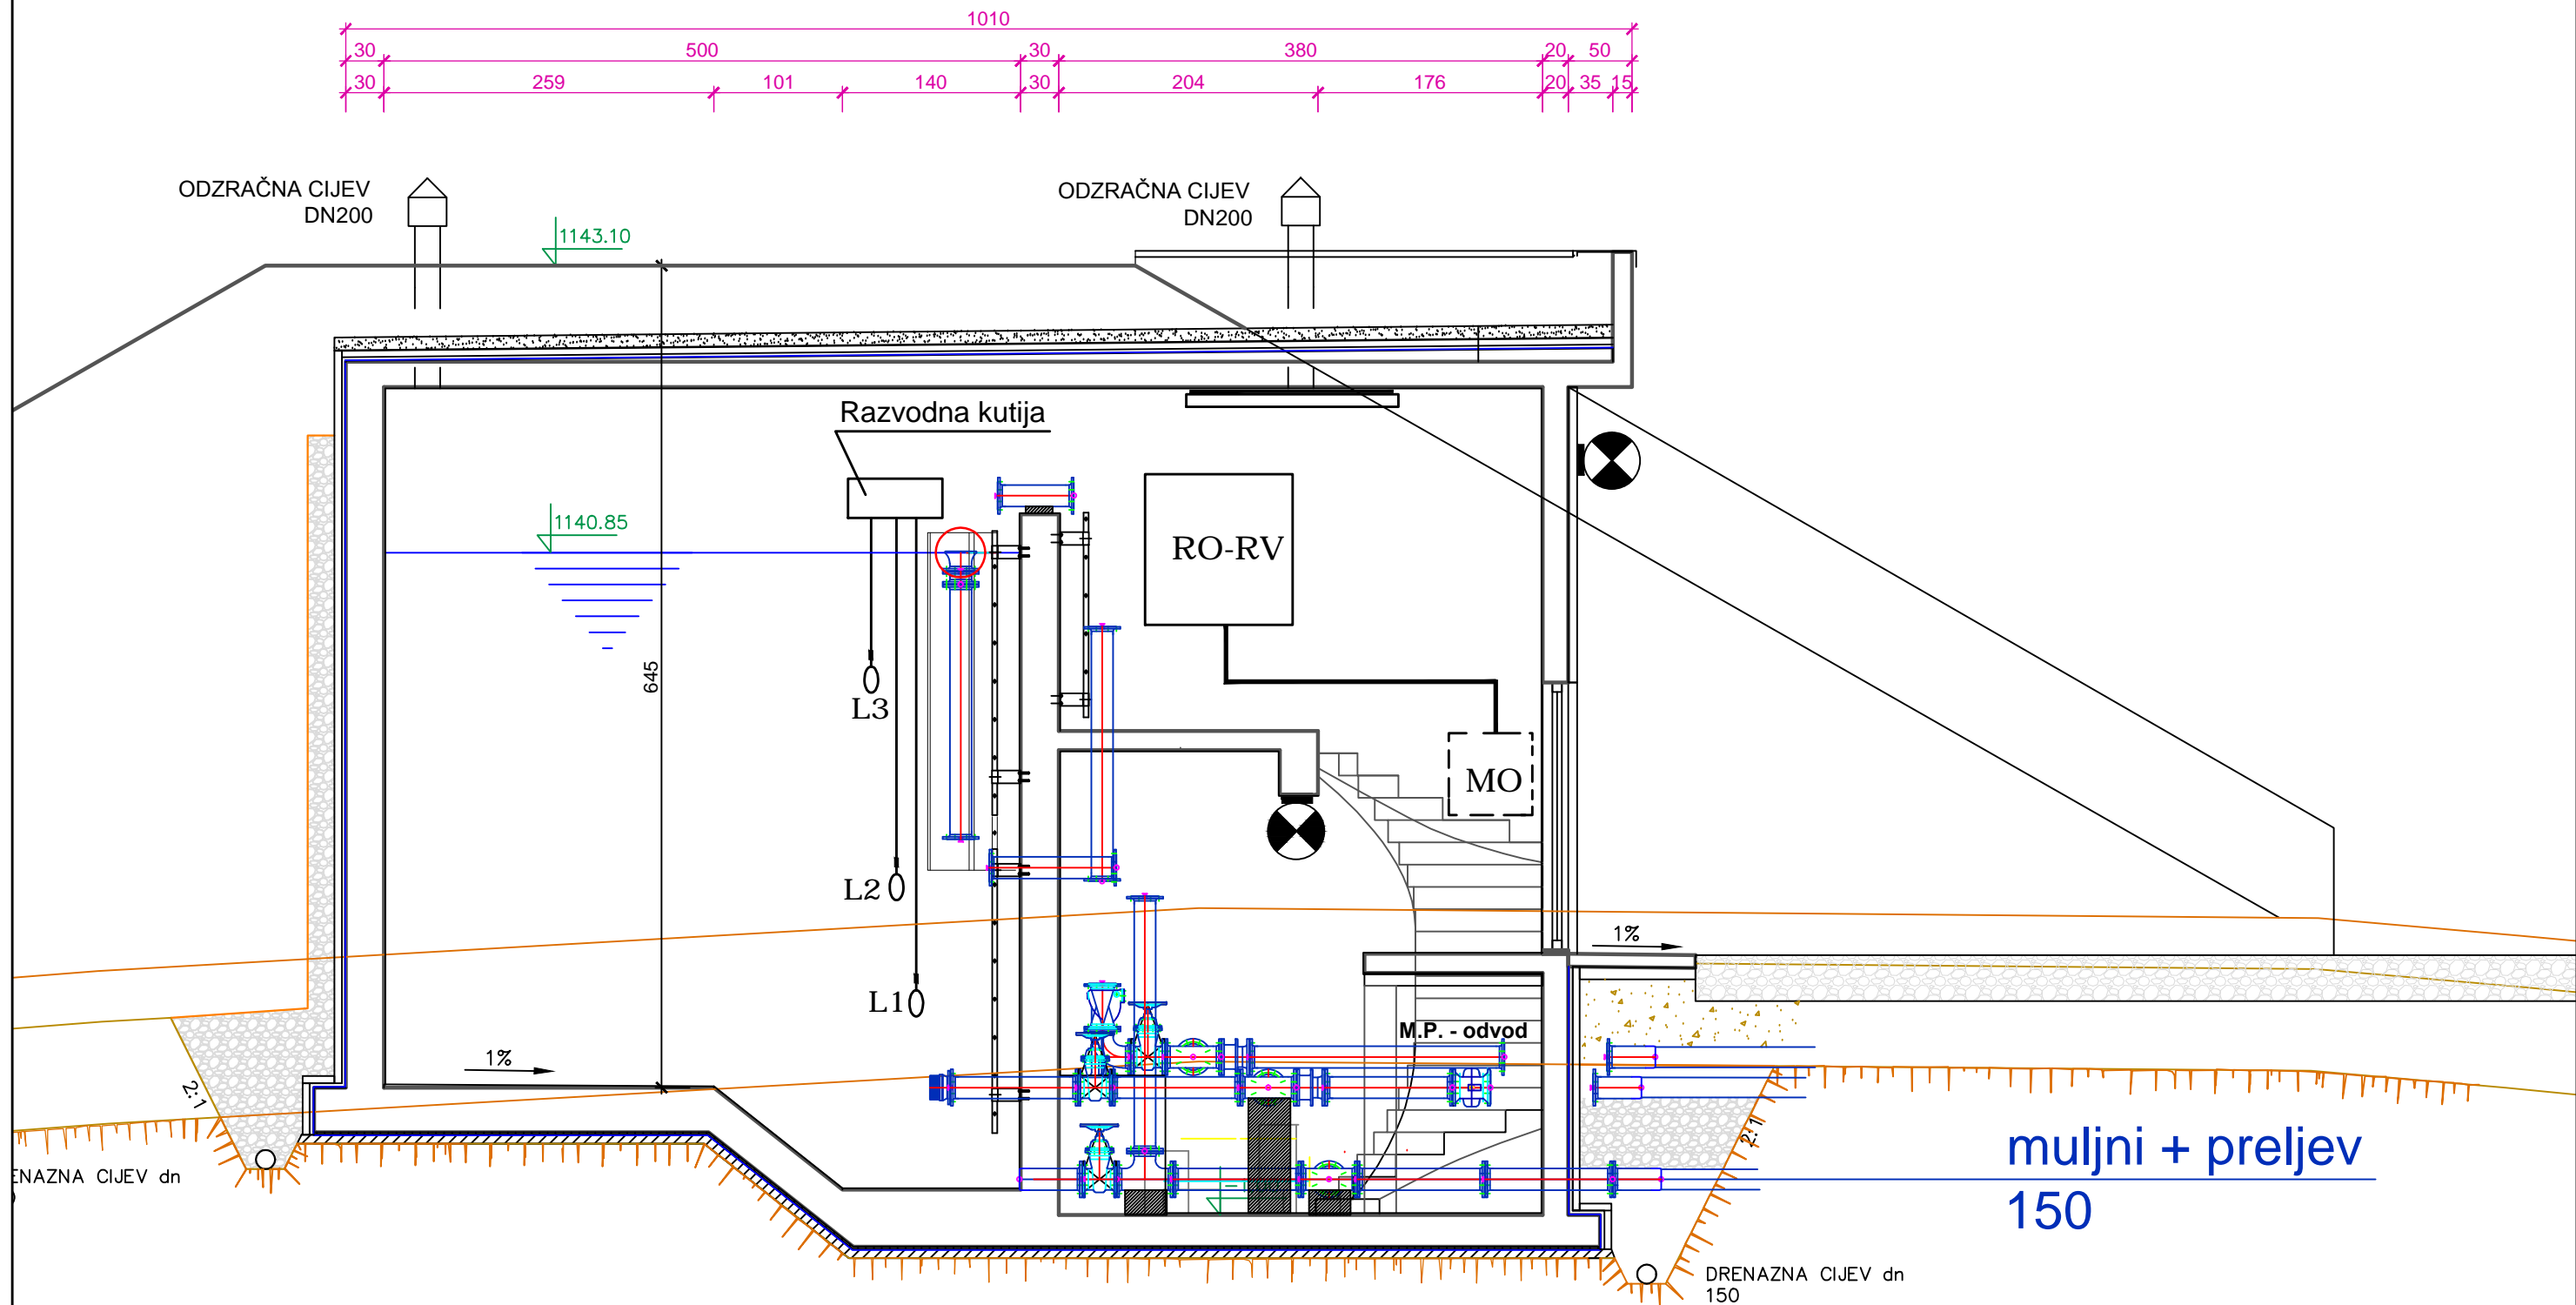 1010
30 500 30 380 20 50
30 259 101 140 30 204 176 20 35 15
ODZRAČNA CIJEV
DN200
ODZRAČNA CIJEV
DN200
1143.10
Razvodna kutija
1140.85
RO-RV
645
L3
MO
L2
1%
L1
M.P. - odvod
1%
2:1
2:1
muljni + preljev
150
ENAZNA CIJEV dn
DRENAZNA CIJEV dn
150